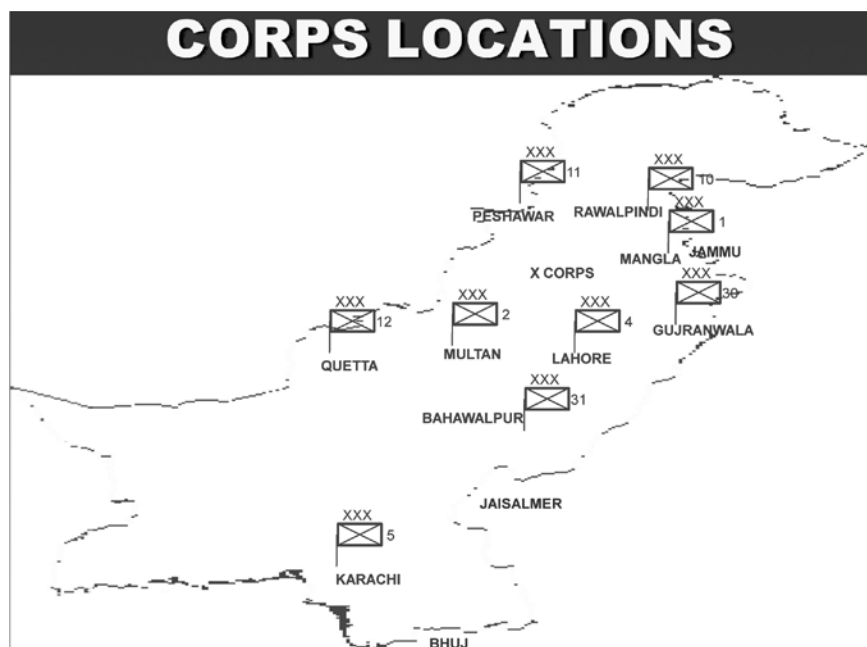 CORPS LOCATIONS
XXX
11
PESHAWAR
XXX
10
RAWALPINDI
XXX
1
MANGLA
JAMMU
X CORPS
XXX
30
GUJRANWALA
XXX
12
QUETTA
XXX
2
MULTAN
XXX
4
LAHORE
XXX
31
BAHAWALPUR
JAISALMER
XXX
5
KARACHI
BHUJ